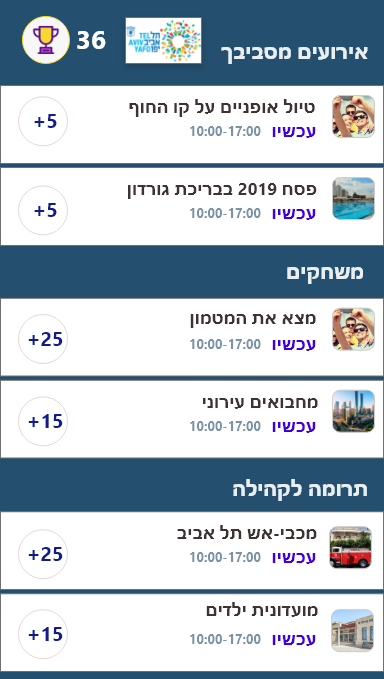 אירועים מסביבך
תל אביב יפו
TEL AVIV YAFO
36
טיול אופניים על קו החוף
עכשיו 10:00-17:00
+5
פסח 2019 בבריכת גורדון
עכשיו 10:00-17:00
+5
משחקים
מצא את המטמון
עכשיו 10:00-17:00
+25
מחבואים עירוני
עכשיו 10:00-17:00
+15
תרומה לקהילה
מכבי-אש תל אביב
עכשיו 10:00-17:00
+25
מועדונית ילדים
עכשיו 10:00-17:00
+15